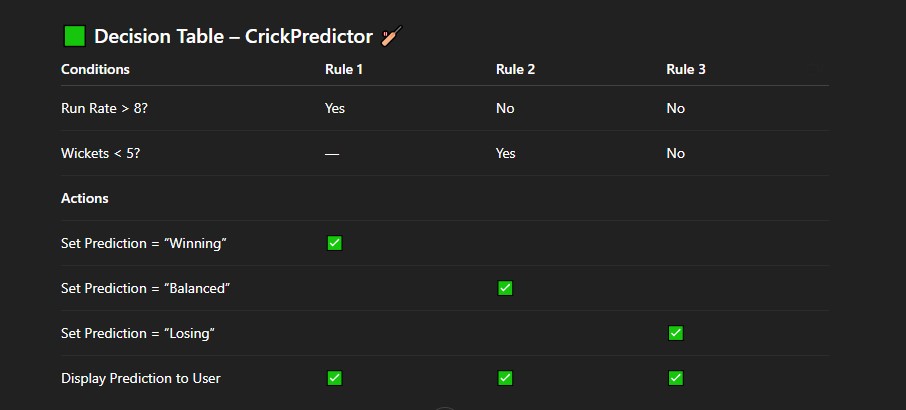 Decision Table – CrickPredictor
Conditions Rule 1 Rule 2 Rule 3
Run Rate > 8? Yes No No
Wickets < 5? — Yes No
Actions
Set Prediction = “Winning” ✅
Set Prediction = “Balanced” ✅
Set Prediction = “Losing” ✅
Display Prediction to User ✅ ✅ ✅